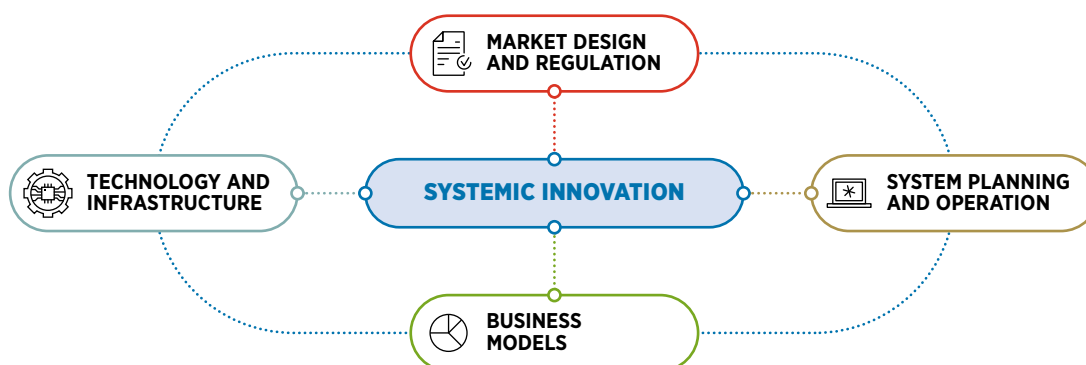 MARKET DESIGN
AND REGULATION
TECHNOLOGY AND
INFRASTRUCTURE
SYSTEMIC INNOVATION
SYSTEM PLANNING
AND OPERATION
BUSINESS
MODELS